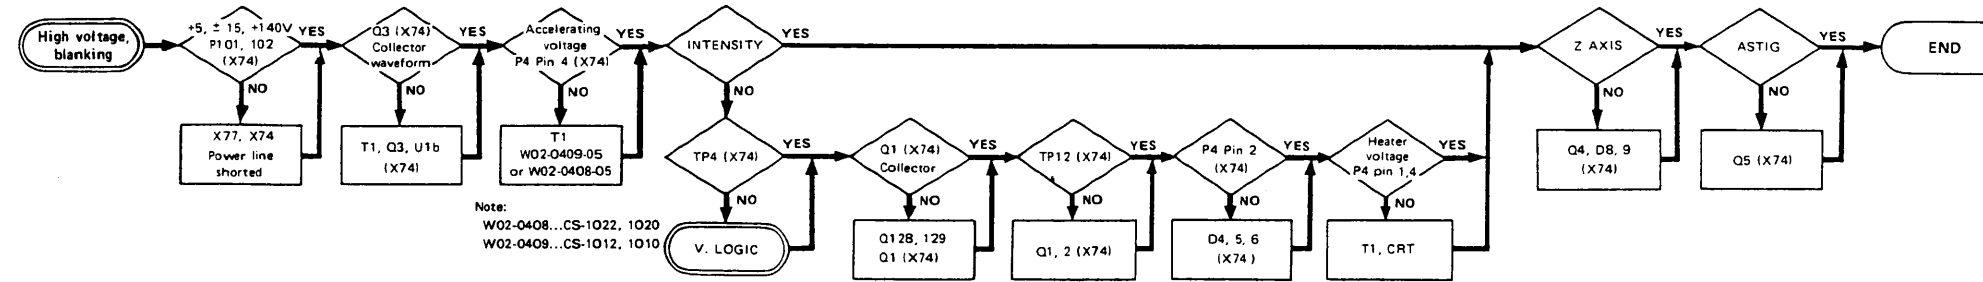 High voltage,
blanking
+5, ± 15, +140V
P101, 102
(X74)
YES
NO
X77, X74
Power line
shorted
Q3 (X74)
Collector
waveform
YES
NO
T1, Q3, U1b
(X74)
Accelerating
voltage
P4 Pin 4 (X74)
YES
NO
T1
W02-0409-05
or W02-0408-05
Note:
W02-0408...CS-1022, 1020
W02-0409...CS-1012, 1010
INTENSITY
YES
NO
TP4 (X74)
YES
NO
V. LOGIC
Q1 (X74)
Collector
YES
NO
Q128, 129
Q1 (X74)
TP12 (X74)
YES
NO
Q1, 2 (X74)
P4 Pin 2
(X74)
YES
NO
D4, 5, 6
(X74)
Heater
voltage
P4 pin 1,4
YES
NO
T1, CRT
Z AXIS
YES
NO
Q4, D8, 9
(X74)
ASTIG
YES
NO
Q5 (X74)
END